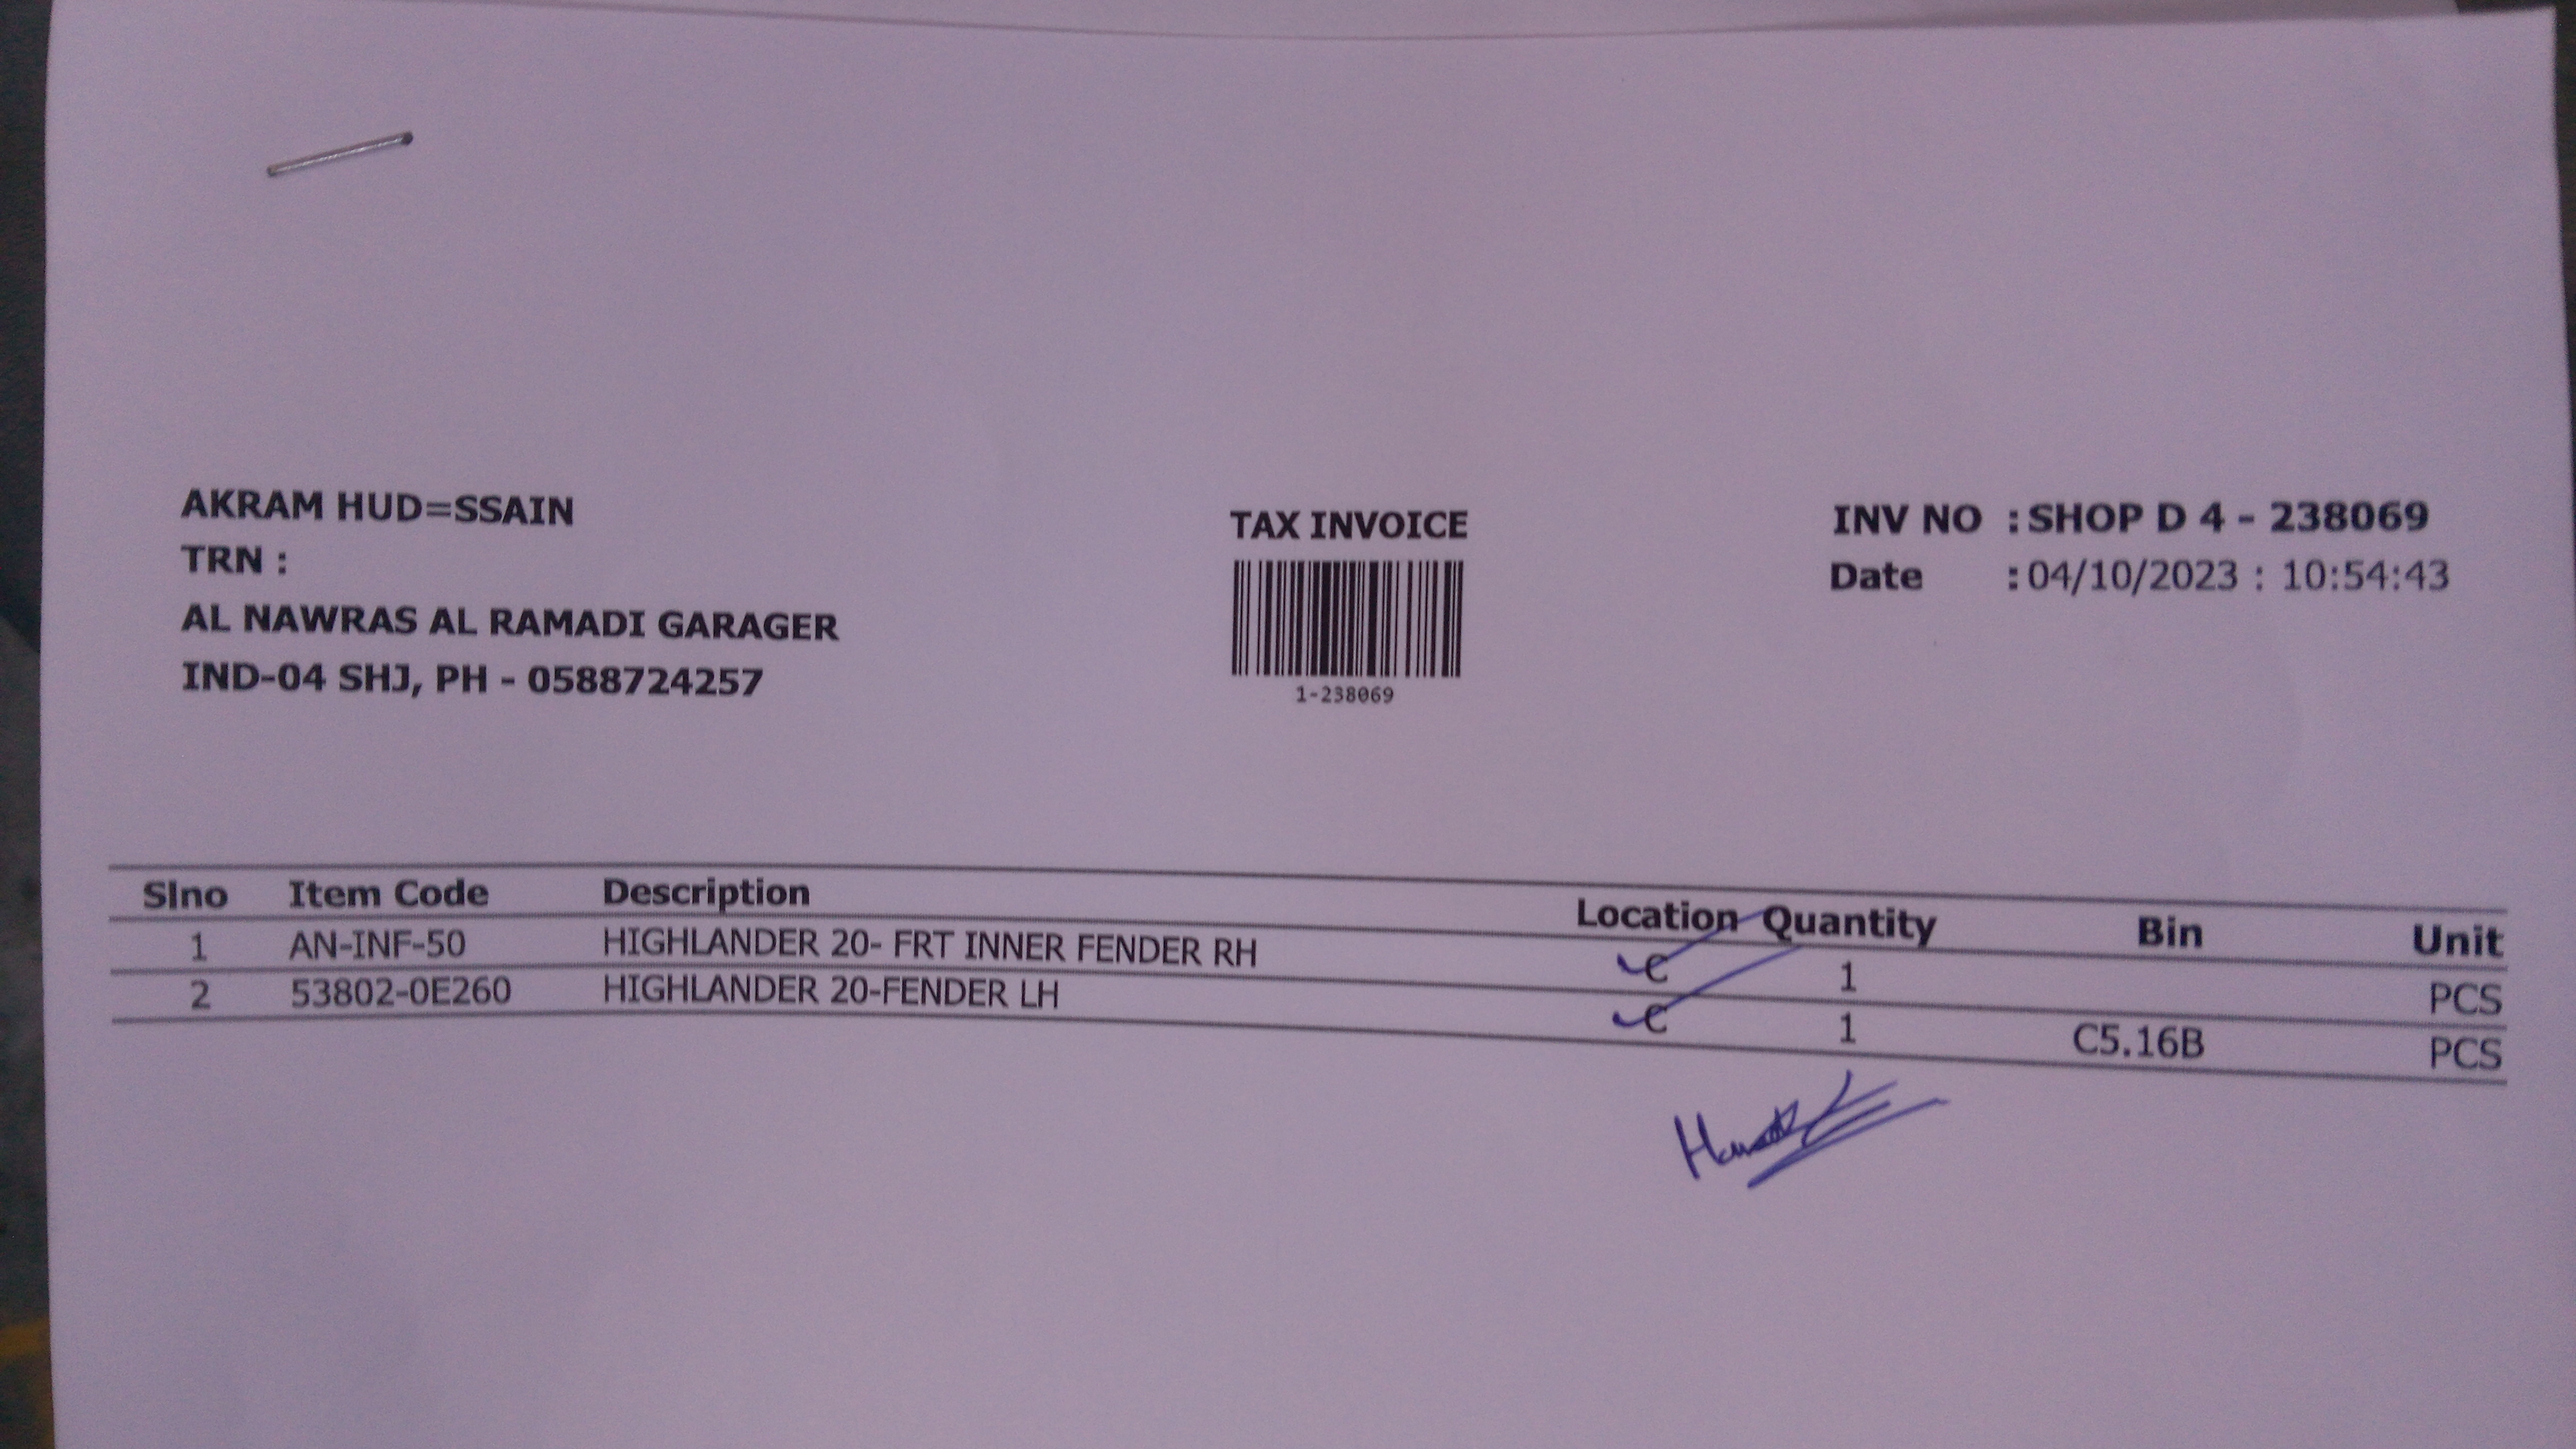 AKRAM HUD=SSAIN
TRN :
AL NAWRAS AL RAMADI GARAGER
IND-04 SHJ, PH - 0588724257
TAX INVOICE
1-238069
INV NO : SHOP D 4 - 238069
Date : 04/10/2023 : 10:54:43
Slno Item Code Description Location Quantity Bin Unit
1 AN-INF-50 HIGHLANDER 20- FRT INNER FENDER RH C 1 PCS
2 53802-0E260 HIGHLANDER 20-FENDER LH C 1 C5.16B PCS